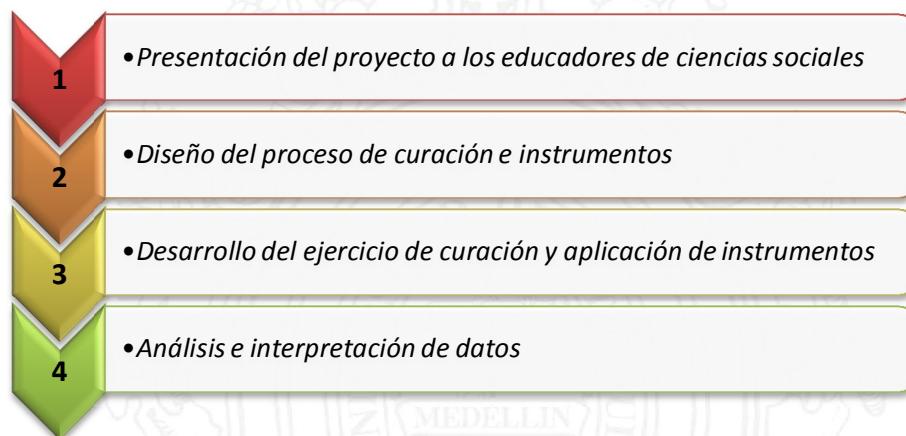 1
•Presentación del proyecto a los educadores de ciencias sociales
2
•Diseño del proceso de curación e instrumentos
3
•Desarrollo del ejercicio de curación y aplicación de instrumentos
4
•Análisis e interpretación de datos
MEDELLIN